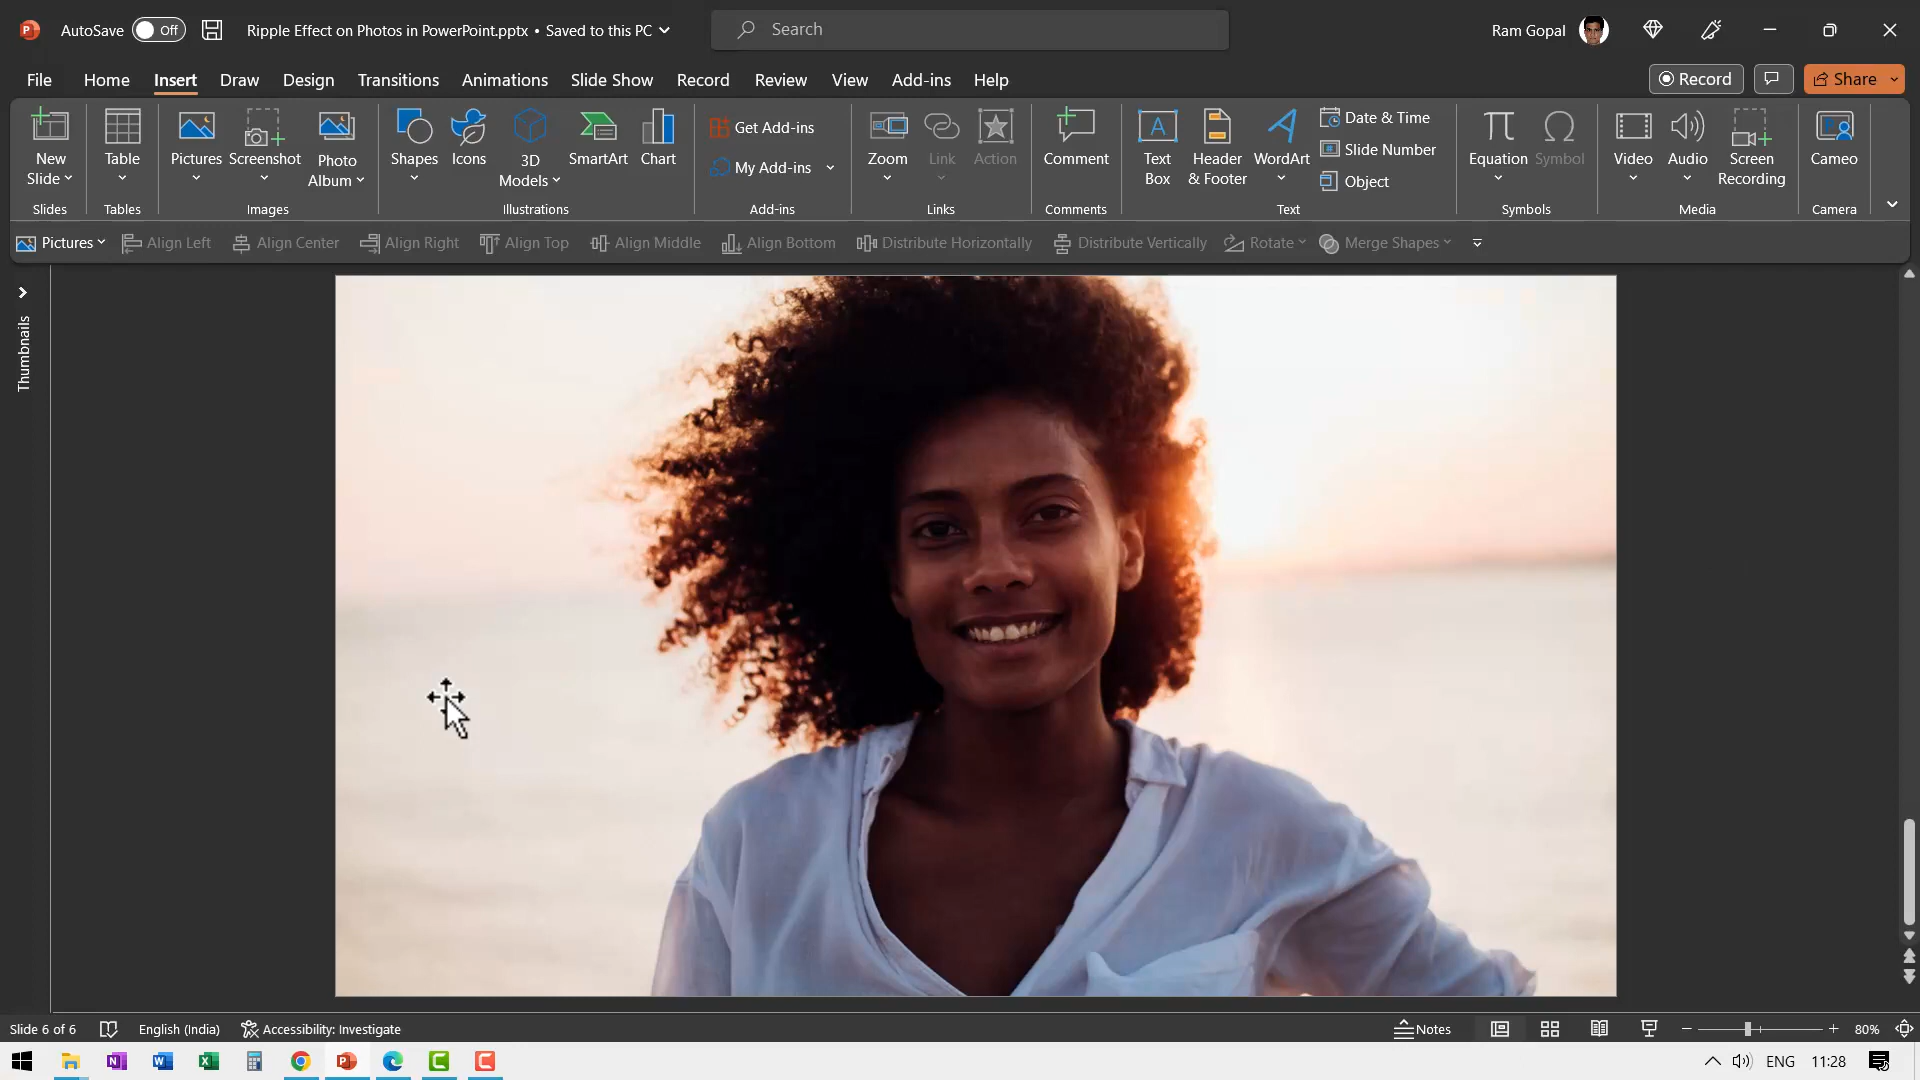 AutoSave Off Ripple Effect on Photos in PowerPoint.pptx • Saved to this PC Search Ram Gopal
File Home Insert Draw Design Transitions Animations Slide Show Record Review View Add-ins Help Record Share
New Slide
Table
Pictures
Screenshot
Photo Album
Shapes
Icons
3D Models
SmartArt
Chart
Get Add-ins
My Add-ins
Zoom
Link
Action
Comment
Text Box
Header & Footer
WordArt
Date & Time
Slide Number
Object
Equation
Symbol
Video
Audio
Screen Recording
Cameo
Slides Tables Images Illustrations Add-ins Links Comments Text Symbols Media Camera
Pictures Align Left Align Center Align Right Align Top Align Middle Align Bottom Distribute Horizontally Distribute Vertically Rotate Merge Shapes
Thumbnails
Slide 6 of 6 English (India) Accessibility: Investigate Notes 80%
ENG 11:28